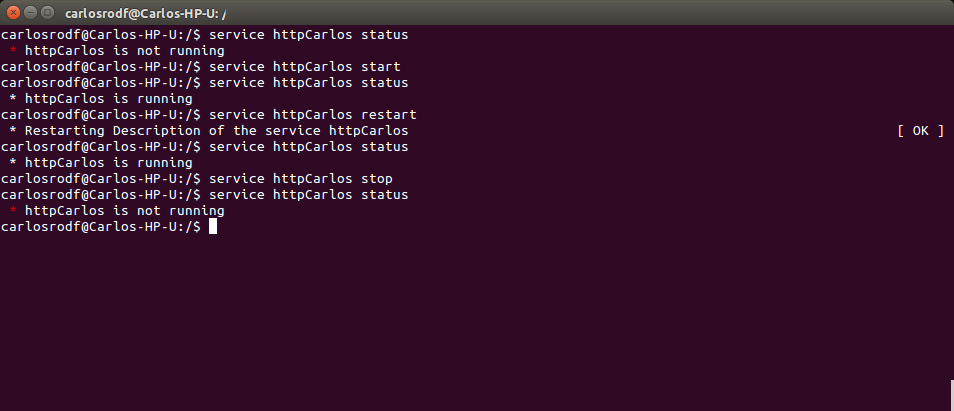 carlosrodf@Carlos-HP-U: /
carlosrodf@Carlos-HP-U:/$ service httpCarlos status
* httpCarlos is not running
carlosrodf@Carlos-HP-U:/$ service httpCarlos start
carlosrodf@Carlos-HP-U:/$ service httpCarlos status
* httpCarlos is running
carlosrodf@Carlos-HP-U:/$ service httpCarlos restart
* Restarting Description of the service httpCarlos [ OK ]
carlosrodf@Carlos-HP-U:/$ service httpCarlos status
* httpCarlos is running
carlosrodf@Carlos-HP-U:/$ service httpCarlos stop
carlosrodf@Carlos-HP-U:/$ service httpCarlos status
* httpCarlos is not running
carlosrodf@Carlos-HP-U:/$